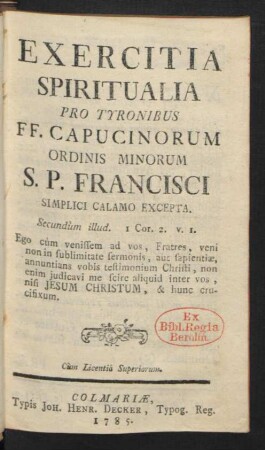 EXERCITIA
SPIRITUALIA
PRO TYRONIBUS
FF. CAPUCINORUM
ORDINIS MINORUM
S. P. FRANCISCI
SIMPLICI CALAMO EXCEPTA.
Secundùm illud. 1 Cor. 2. v. 1.
Ego cùm venissem ad vos, Fratres, veni
non in sublimitate sermonis, aut sapientiæ,
annuntians vobis testimonium Christi, non
enim judicavi me scire aliquid inter vos,
nisi JESUM CHRISTUM, & hunc cru-
cifixum.
Ex
Bibl. Regia
Berolin.
Cùm Licentiâ Superiorum.
COLMARIÆ,
Typis Joh. Henr. Decker, Typog. Reg.
1785.